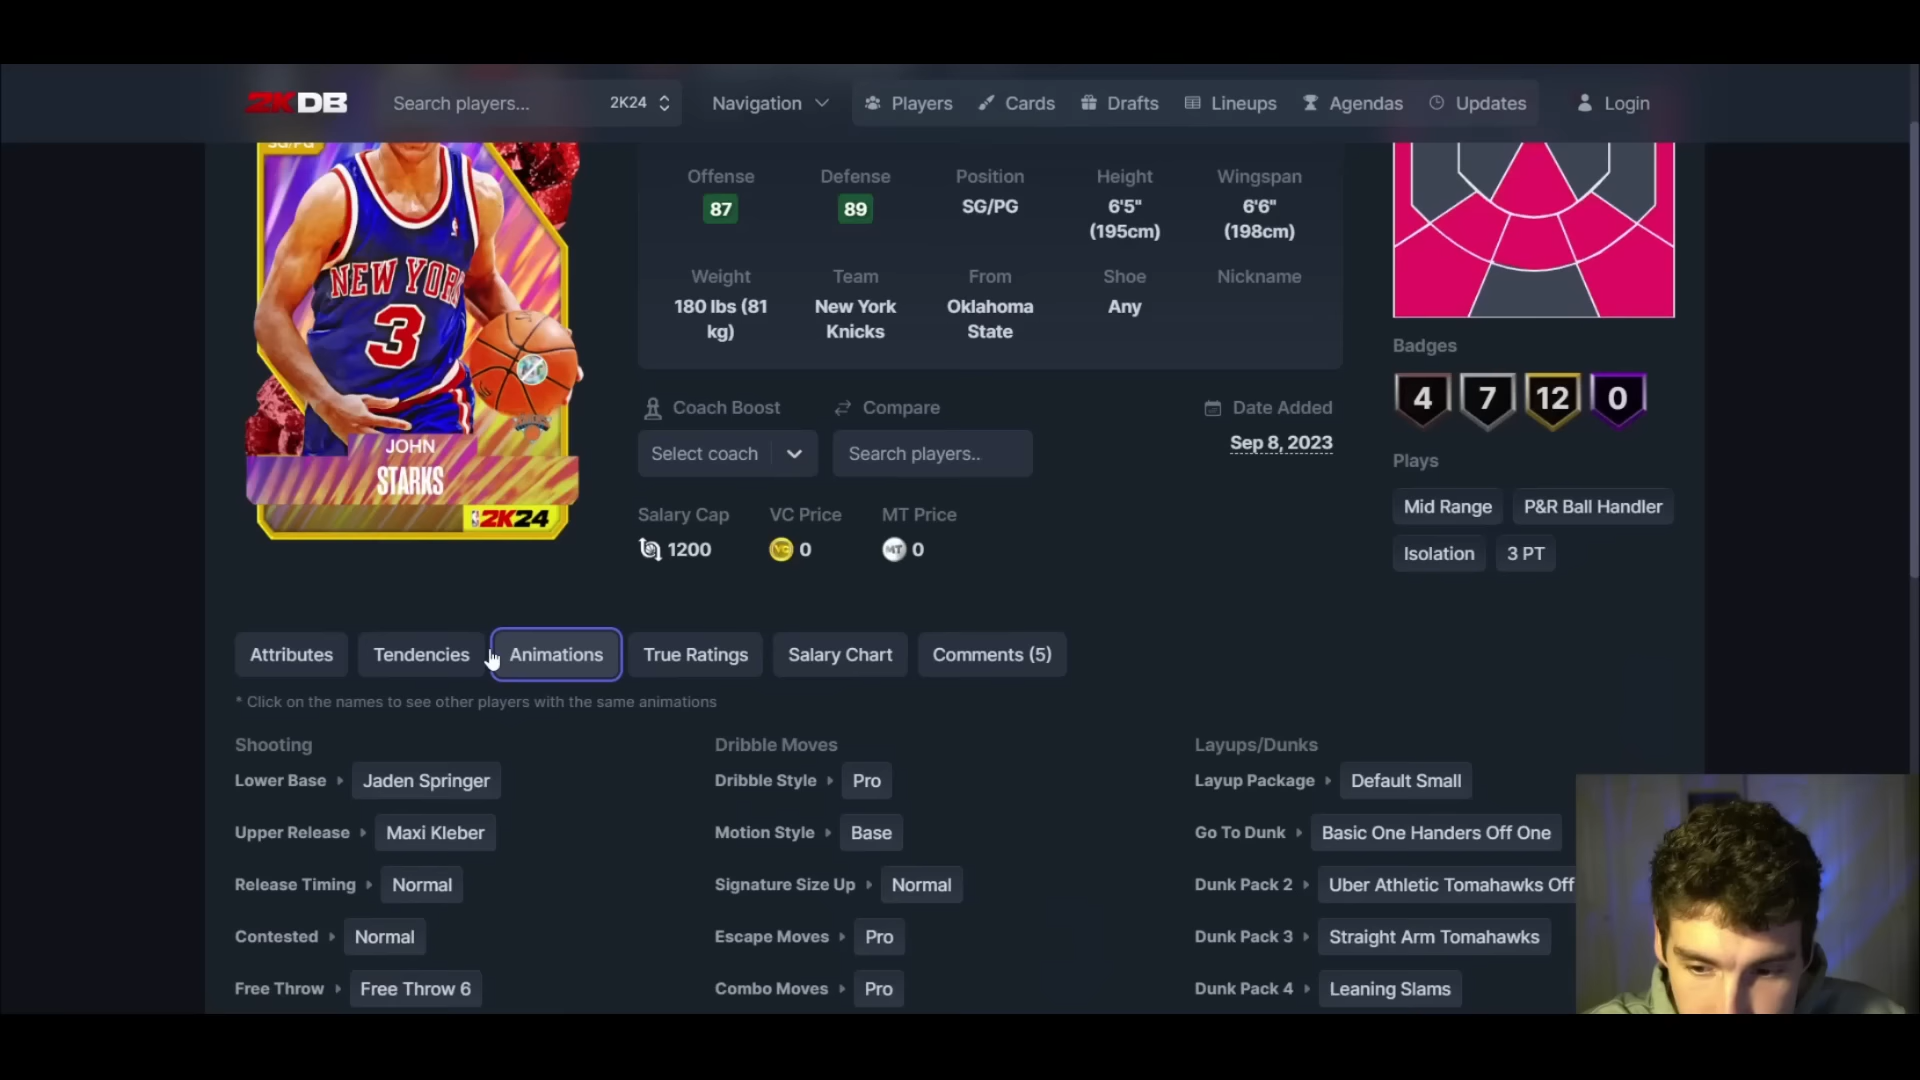 2KDB
Search players...
2K24
Navigation
Players
Cards
Drafts
Lineups
Agendas
Updates
Login
SG/PG
NEW YORK
3
JOHN
STARKS
2K24
Offense
87
Defense
89
Position
SG/PG
Height
6'5"
(195cm)
Wingspan
6'6"
(198cm)
Weight
180 lbs (81
kg)
Team
New York
Knicks
From
Oklahoma
State
Shoe
Any
Nickname
Coach Boost
Select coach
Compare
Search players..
Date Added
Sep 8, 2023
Salary Cap
1200
VC Price
VC 0
MT Price
MT 0
Badges
4
7
12
0
Plays
Mid Range
P&R Ball Handler
Isolation
3 PT
Attributes
Tendencies
Animations
True Ratings
Salary Chart
Comments (5)
* Click on the names to see other players with the same animations
Shooting
Lower Base
Jaden Springer
Upper Release
Maxi Kleber
Release Timing
Normal
Contested
Normal
Free Throw
Free Throw 6
Dribble Moves
Dribble Style
Pro
Motion Style
Base
Signature Size Up
Normal
Escape Moves
Pro
Combo Moves
Pro
Layups/Dunks
Layup Package
Default Small
Go To Dunk
Basic One Handers Off One
Dunk Pack 2
Uber Athletic Tomahawks Off
Dunk Pack 3
Straight Arm Tomahawks
Dunk Pack 4
Leaning Slams